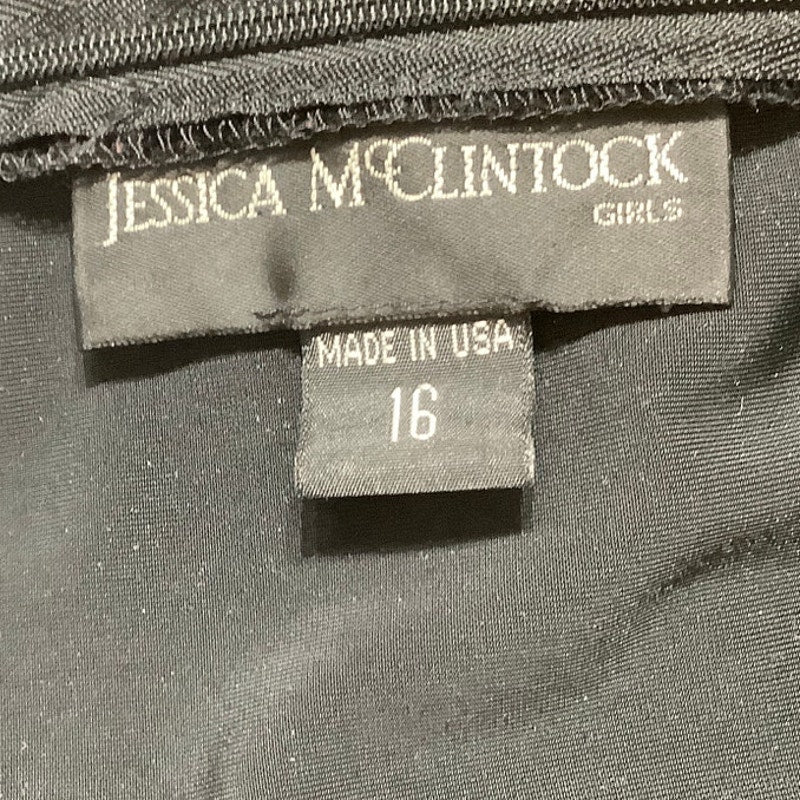 JESSICA McCLINTOCK
GIRLS
MADE IN USA
16